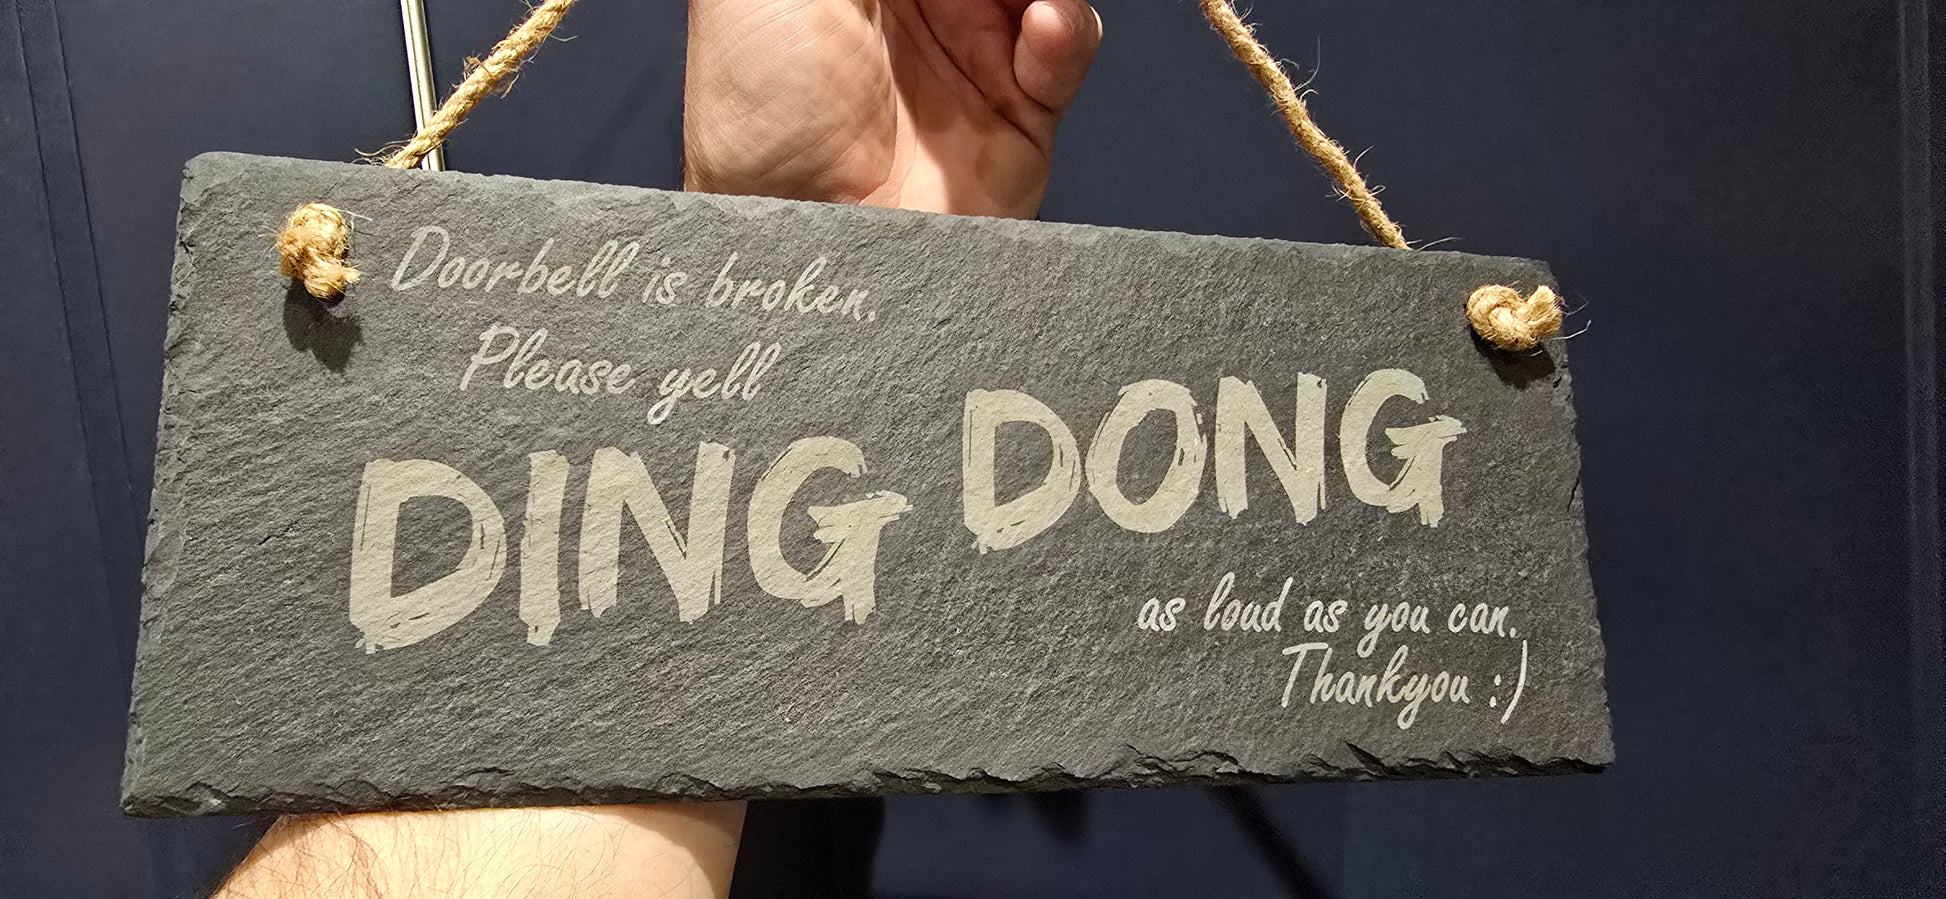 Doorbell is broken.
Please yell
DING DONG
as loud as you can.
Thankyou :)